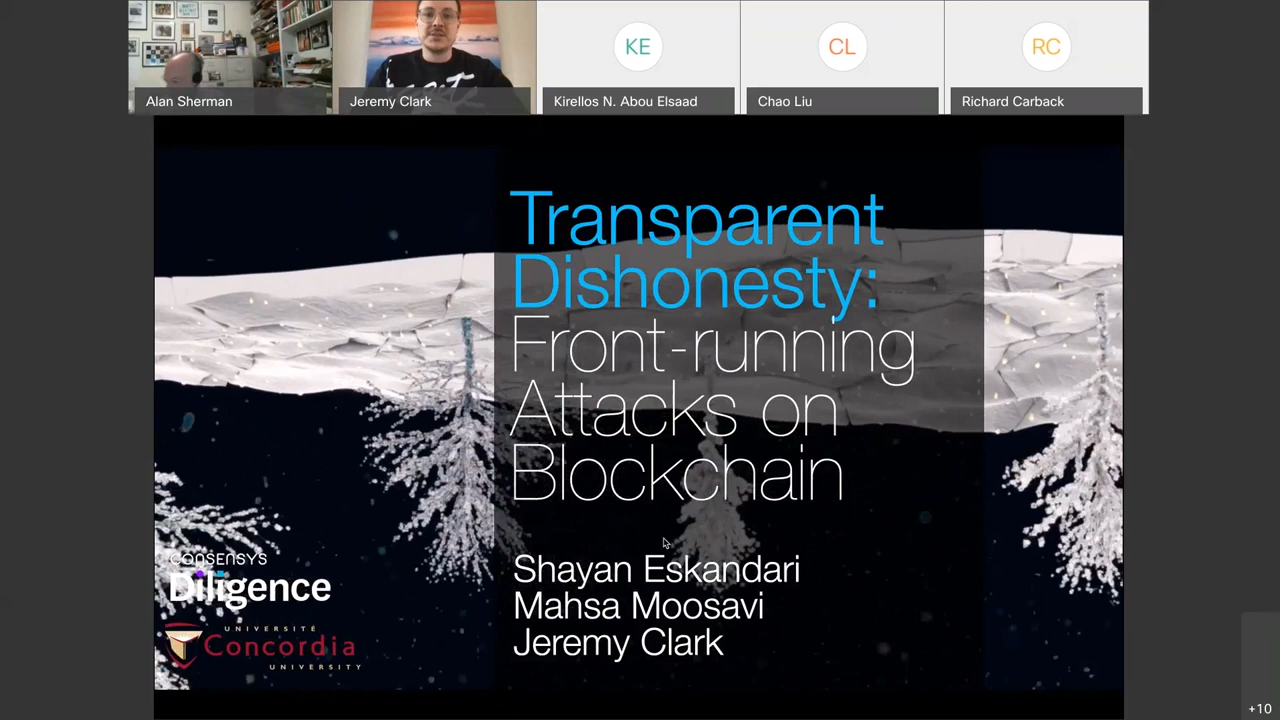 KE
CL
RC
Alan Sherman
Jeremy Clark
Kirellos N. Abou Elsaad
Chao Liu
Richard Carback
Transparent
Dishonesty:
Front-running
Attacks on
Blockchain
Shayan Eskandari
Mahsa Moosavi
Jeremy Clark
CONSENSYS
Diligence
UNIVERSITÉ
Concordia
UNIVERSITY
+10